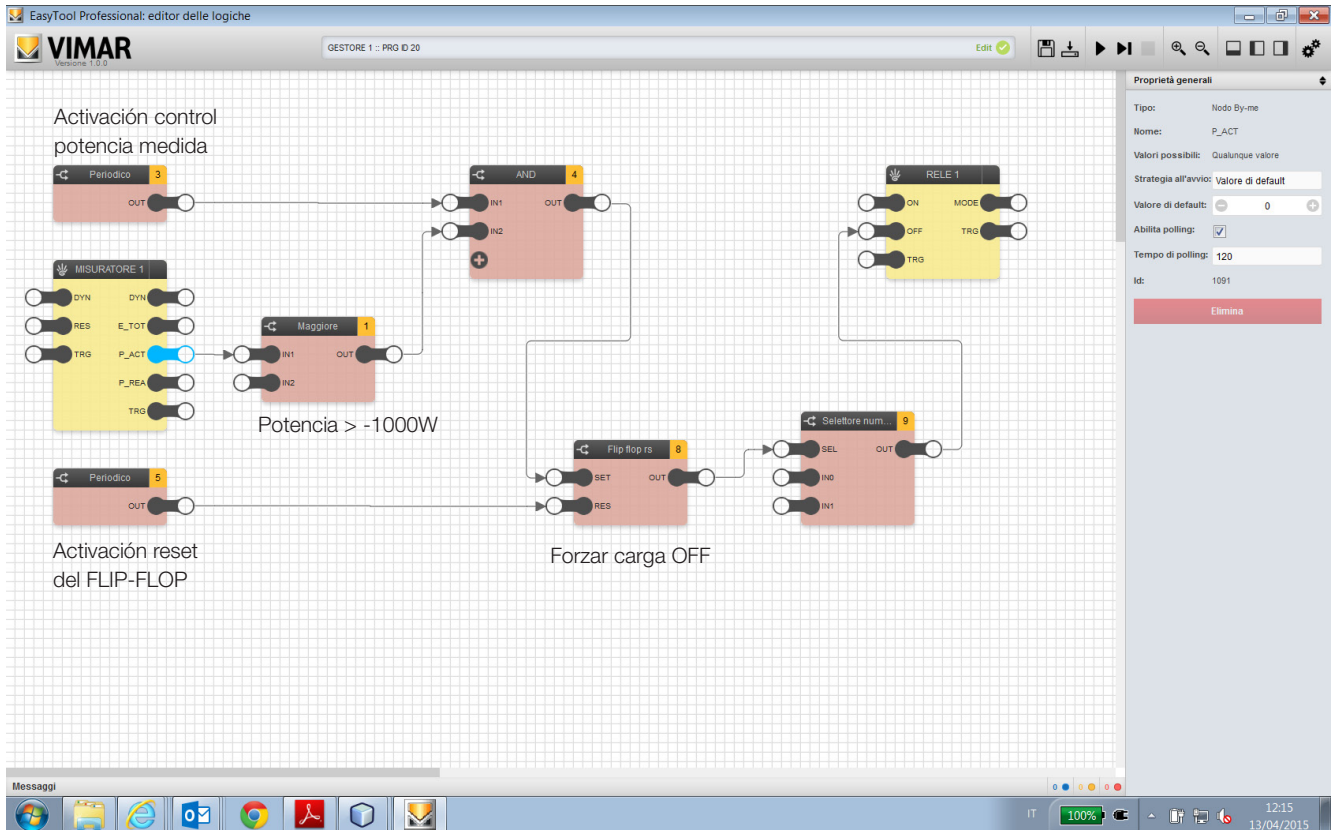 EasyTool Professional: editor delle logiche
VIMAR
Versione 1.0.0
GESTORE 1 :: PRG ID 20
Edit
Proprietà generali
Tipo: Nodo By-me
Nome: P_ACT
Valori possibili: Qualunque valore
Strategia all'avvio: Valore di default
Valore di default: 0
Abilita polling:
Tempo di polling: 120
Id: 1091
Elimina
Activación control
potencia medida
Periodico 3
OUT
AND 4
IN1 OUT
IN2
RELE 1
ON MODE
OFF TRG
TRG
MISURATORE 1
DYN DYN
RES E_TOT
TRG P_ACT
P_REA
TRG
Maggiore 1
IN1 OUT
IN2
Potencia > -1000W
Selettore num... 9
SEL OUT
IN0
IN1
Flip flop rs 8
SET OUT
RES
Periodico 5
OUT
Activación reset
del FLIP-FLOP
Forzar carga OFF
Messaggi
0 0 0
IT 100% 12:15
13/04/2015